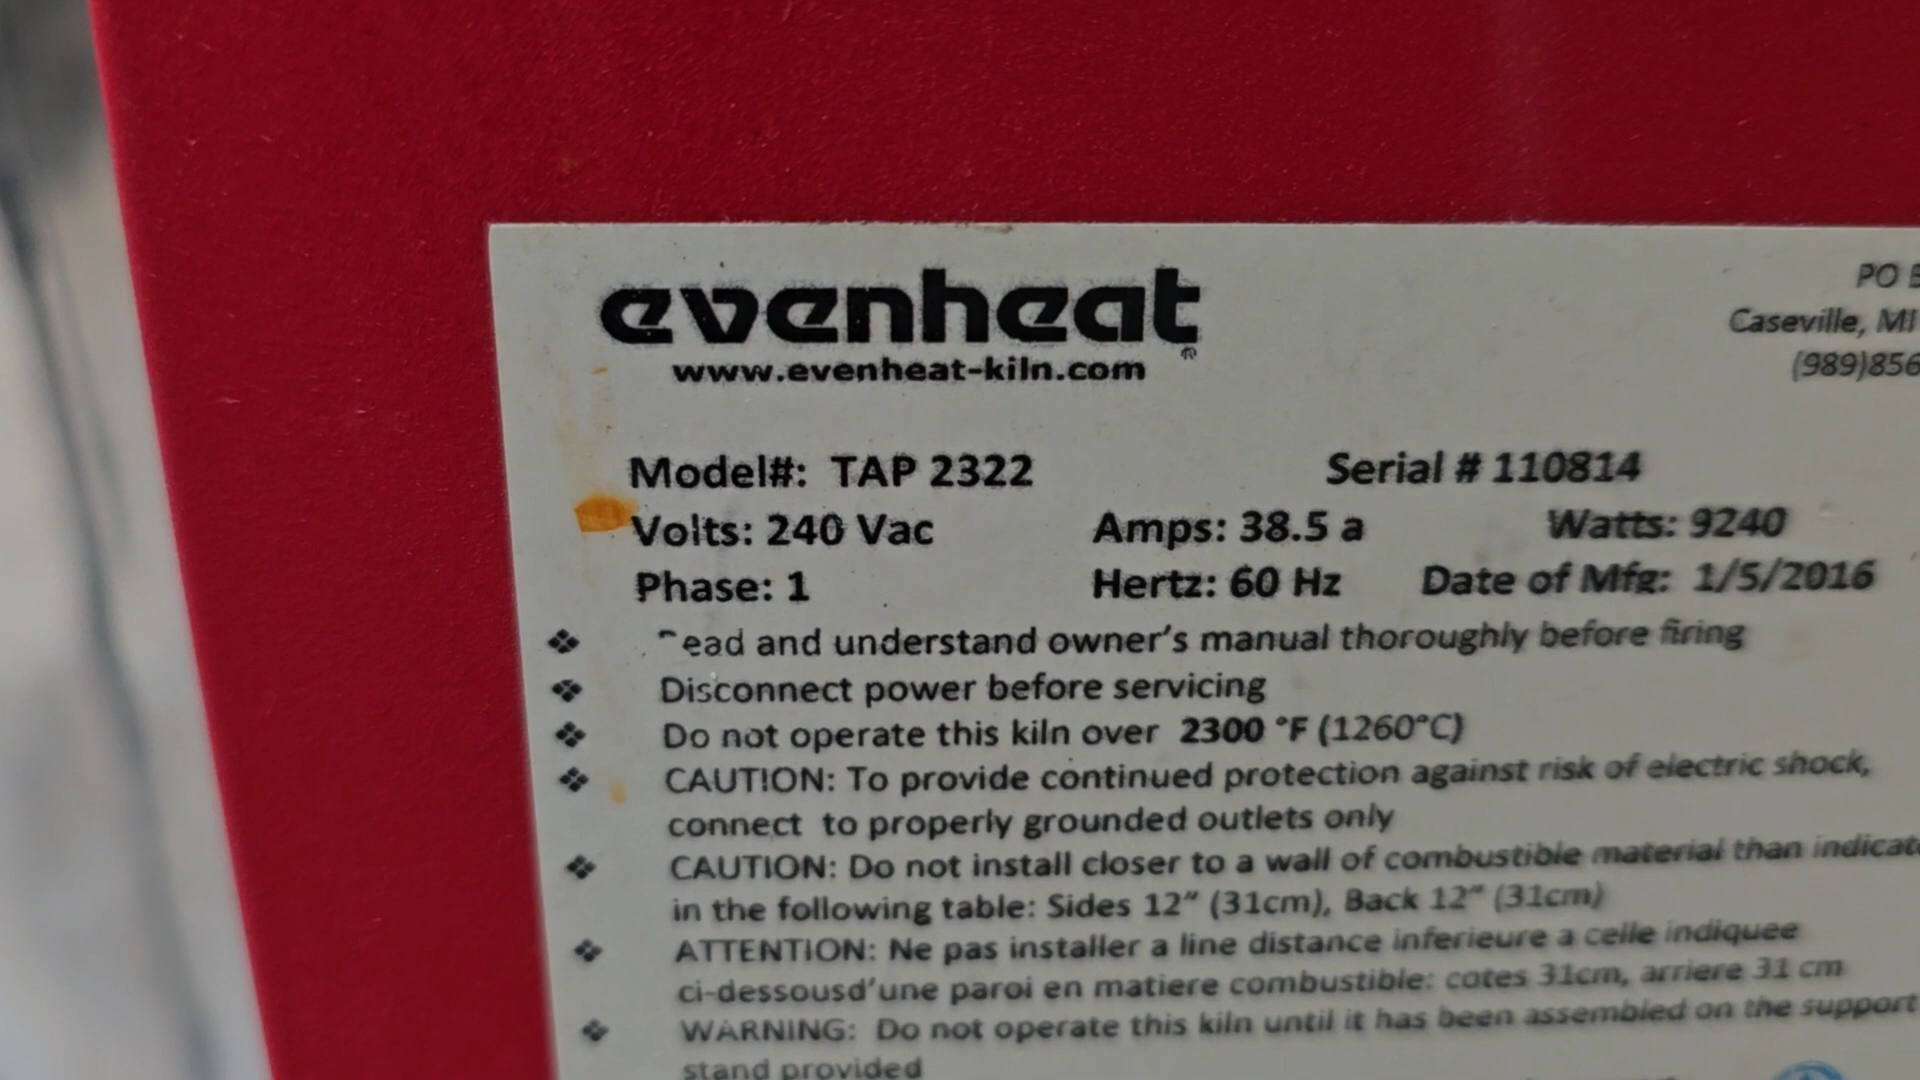 evenheat
®
www.evenheat-kiln.com
PO
Caseville, MI
(989)856
Model#: TAP 2322 Serial # 110814
Volts: 240 Vac Amps: 38.5 a Watts: 9240
Phase: 1 Hertz: 60 Hz Date of Mfg: 1/5/2016
❖ ead and understand owner's manual thoroughly before firing
❖ Disconnect power before servicing
❖ Do not operate this kiln over 2300 °F (1260°C)
❖ CAUTION: To provide continued protection against risk of electric shock,
connect to properly grounded outlets only
❖ CAUTION: Do not install closer to a wall of combustible material than indicat
in the following table: Sides 12" (31cm), Back 12" (31cm)
❖ ATTENTION: Ne pas installer a line distance inferieure a celle indiquee
ci-dessousd'une paroi en matiere combustible: cotes 31cm, arriere 31 cm
❖ WARNING: Do not operate this kiln until it has been assembled on the support
stand provided